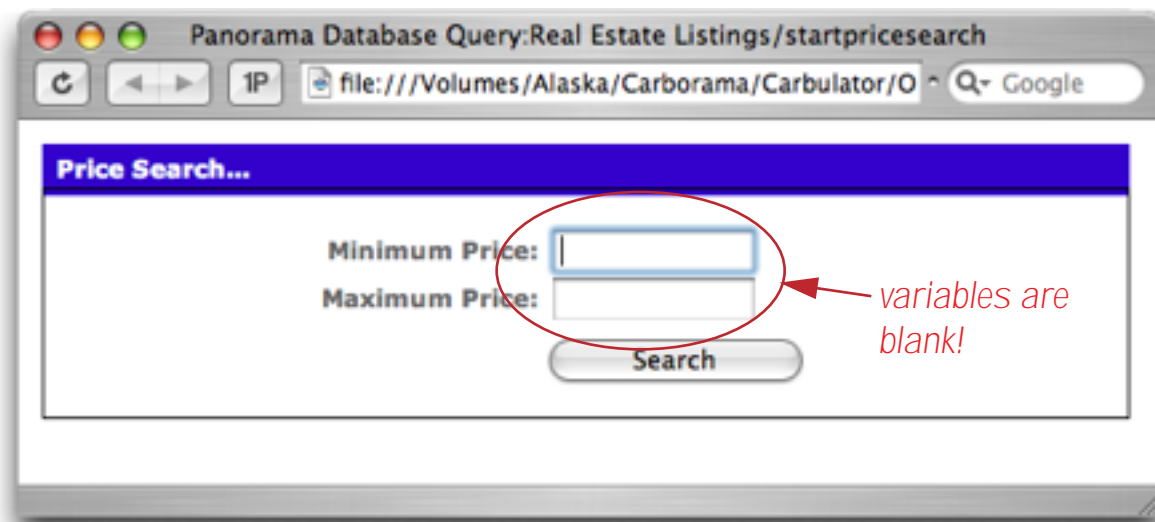 Panorama Database Query:Real Estate Listings/startpricesearch
1P file:///Volumes/Alaska/Carborama/Carbulator/O Google
Price Search...
Minimum Price:
Maximum Price:
variables are
blank!
Search